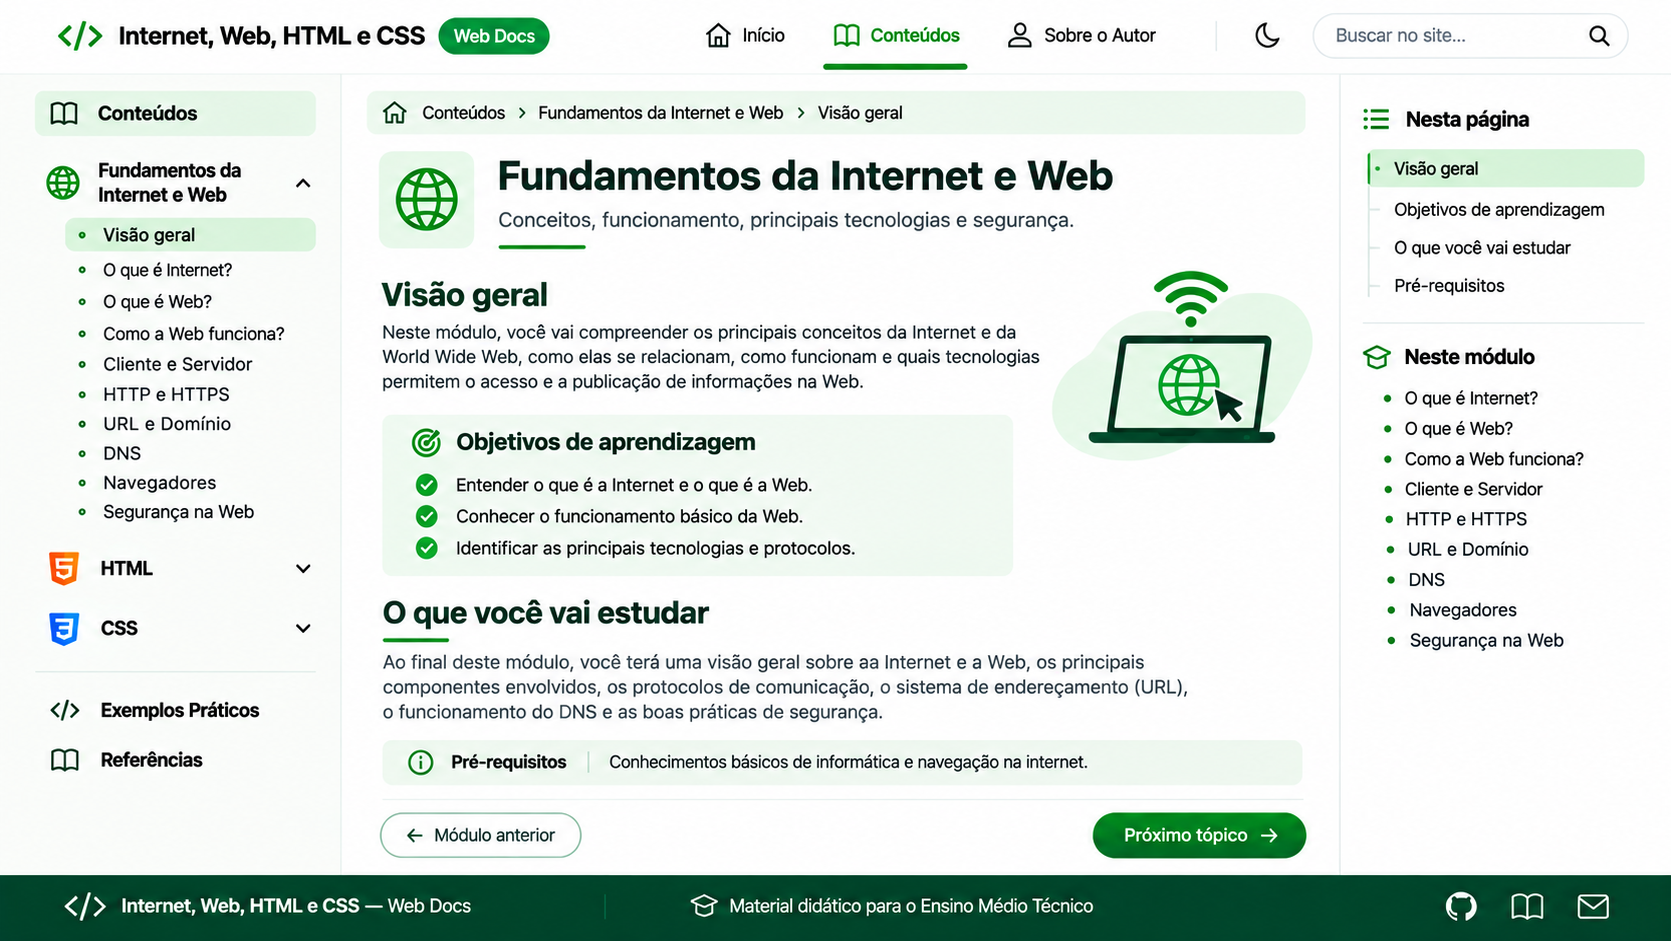 Internet, Web, HTML e CSS
Web Docs
Início
Conteúdos
Sobre o Autor
Buscar no site...
Conteúdos
Fundamentos da
Internet e Web
Visão geral
O que é Internet?
O que é Web?
Como a Web funciona?
Cliente e Servidor
HTTP e HTTPS
URL e Domínio
DNS
Navegadores
Segurança na Web
HTML
CSS
Exemplos Práticos
Referências
Conteúdos > Fundamentos da Internet e Web > Visão geral
Fundamentos da Internet e Web
Conceitos, funcionamento, principais tecnologias e segurança.
Visão geral
Neste módulo, você vai compreender os principais conceitos da Internet e da
World Wide Web, como elas se relacionam, como funcionam e quais tecnologias
permitem o acesso e a publicação de informações na Web.
Objetivos de aprendizagem
Entender o que é a Internet e o que é a Web.
Conhecer o funcionamento básico da Web.
Identificar as principais tecnologias e protocolos.
O que você vai estudar
Ao final deste módulo, você terá uma visão geral sobre aa Internet e a Web, os principais
componentes envolvidos, os protocolos de comunicação, o sistema de endereçamento (URL),
o funcionamento do DNS e as boas práticas de segurança.
Pré-requisitos
Conhecimentos básicos de informática e navegação na internet.
← Módulo anterior
Próximo tópico →
Nesta página
Visão geral
Objetivos de aprendizagem
O que você vai estudar
Pré-requisitos
Neste módulo
O que é Internet?
O que é Web?
Como a Web funciona?
Cliente e Servidor
HTTP e HTTPS
URL e Domínio
DNS
Navegadores
Segurança na Web
Internet, Web, HTML e CSS — Web Docs
Material didático para o Ensino Médio Técnico